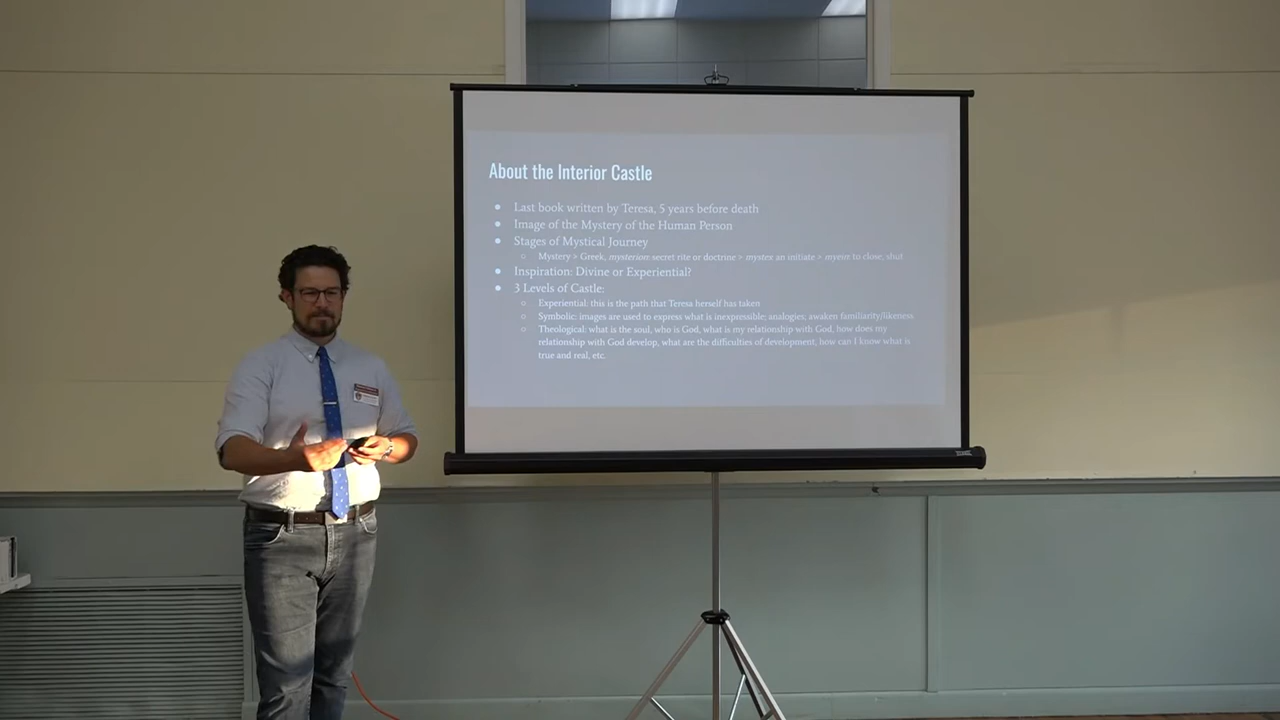 About the Interior Castle
● Last book written by Teresa, 5 years before death
● Image of the Mystery of the Human Person
● Stages of Mystical Journey
○ Mystery > Greek, mysterion: secret rite or doctrine > mystex an initiate > myein to close, shut
● Inspiration: Divine or Experiential?
● 3 Levels of Castle:
○ Experiential: this is the path that Teresa herself has taken
○ Symbolic: images are used to express what is inexpressible; analogies, awaken familiarity/likeness
○ Theological: what is the soul, who is God, what is my relationship with God, how does my
relationship with God develop, what are the difficulties of development, how can I know what is
true and real, etc.